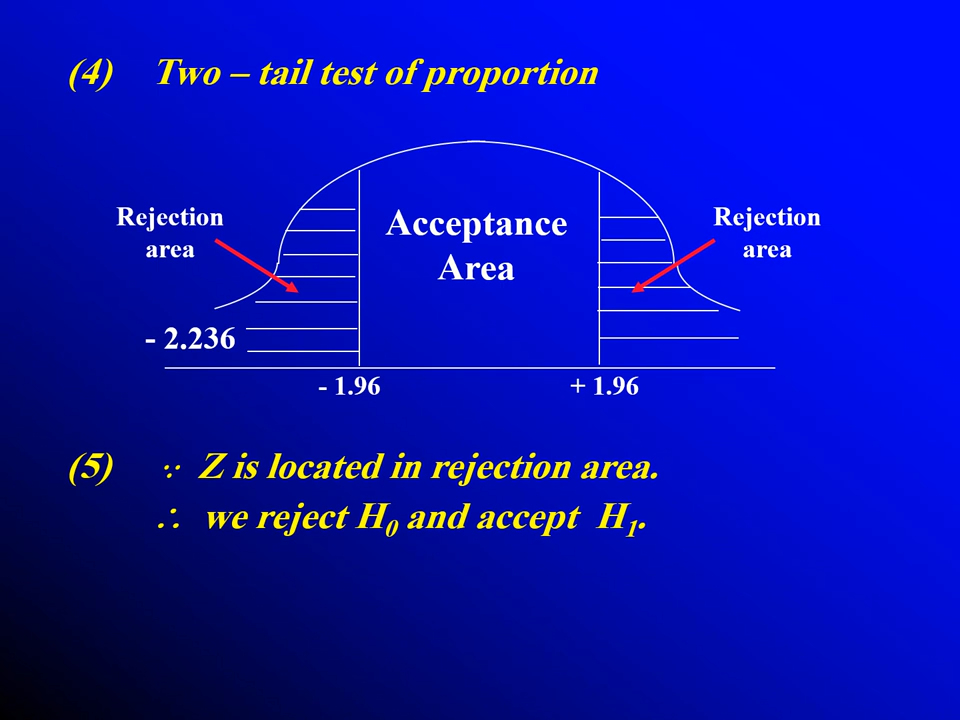 (4) Two – tail test of proportion
Rejection
area
Acceptance
Area
Rejection
area
- 2.236
- 1.96
+ 1.96
(5) ∵ Z is located in rejection area.
∴ we reject H₀ and accept H₁.